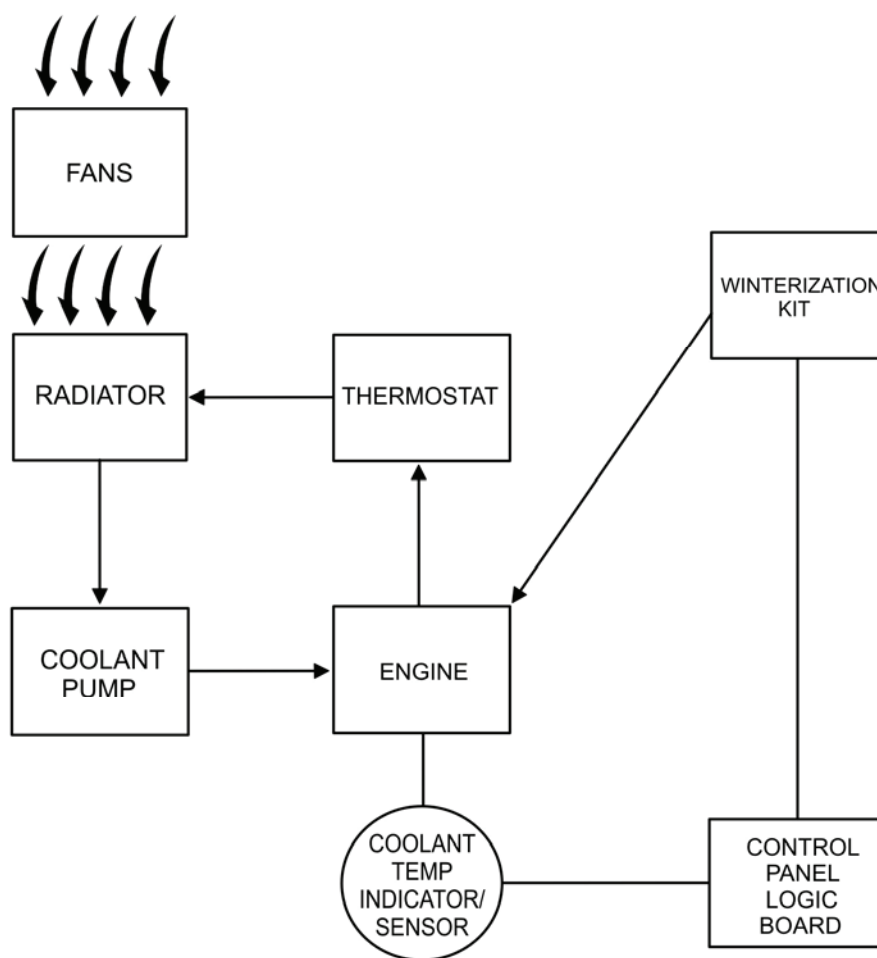 FANS
WINTERIZATION
KIT
RADIATOR
THERMOSTAT
COOLANT
PUMP
ENGINE
COOLANT
TEMP
INDICATOR/
SENSOR
CONTROL
PANEL
LOGIC
BOARD